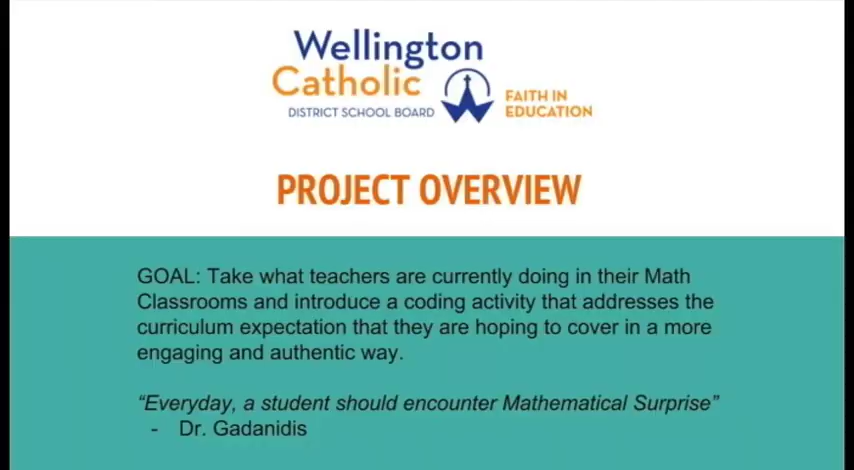 Wellington
Catholic
DISTRICT SCHOOL BOARD
FAITH IN
EDUCATION
PROJECT OVERVIEW
GOAL: Take what teachers are currently doing in their Math
Classrooms and introduce a coding activity that addresses the
curriculum expectation that they are hoping to cover in a more
engaging and authentic way.
“Everyday, a student should encounter Mathematical Surprise”
- Dr. Gadanidis